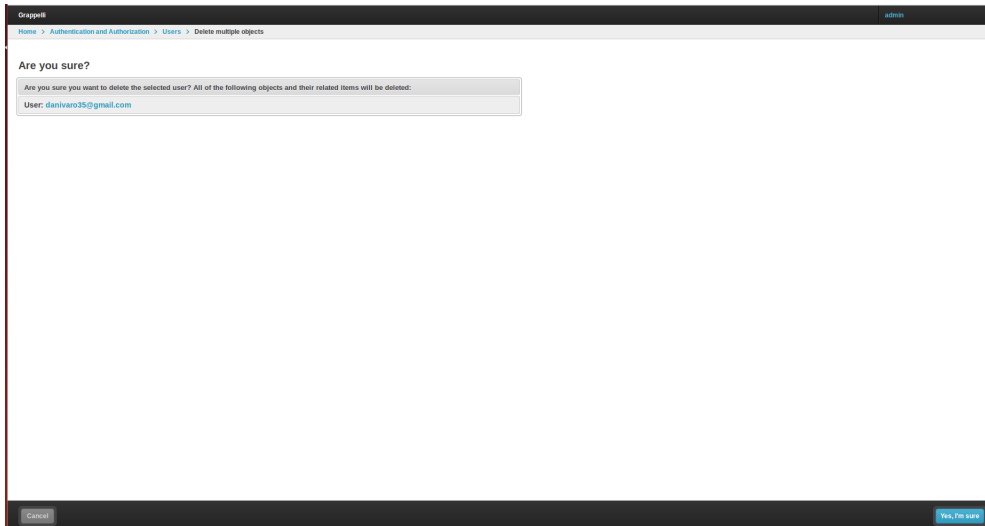 Grappelli
admin
Home > Authentication and Authorization > Users > Delete multiple objects
Are you sure?
Are you sure you want to delete the selected user? All of the following objects and their related items will be deleted:
User: danivaro35@gmail.com
Cancel
Yes, I'm sure